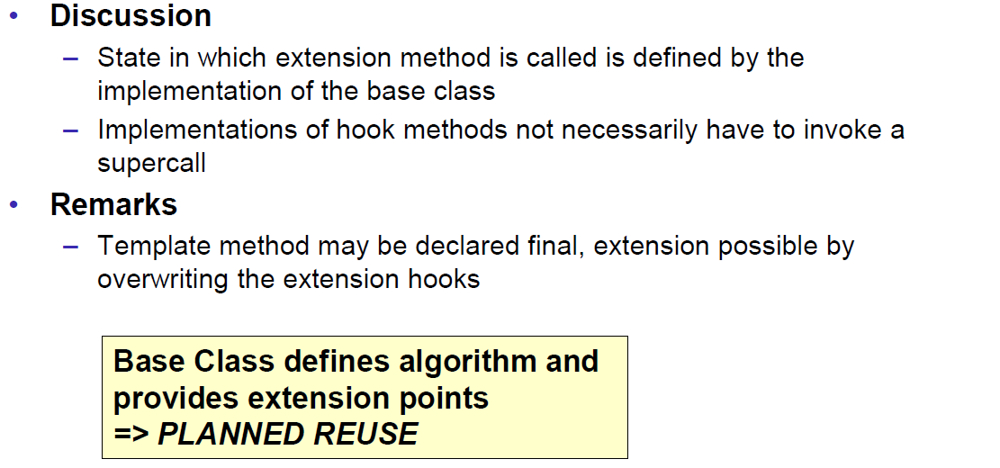 • Discussion
– State in which extension method is called is defined by the
implementation of the base class
– Implementations of hook methods not necessarily have to invoke a
supercall
• Remarks
– Template method may be declared final, extension possible by
overwriting the extension hooks
Base Class defines algorithm and
provides extension points
=> PLANNED REUSE